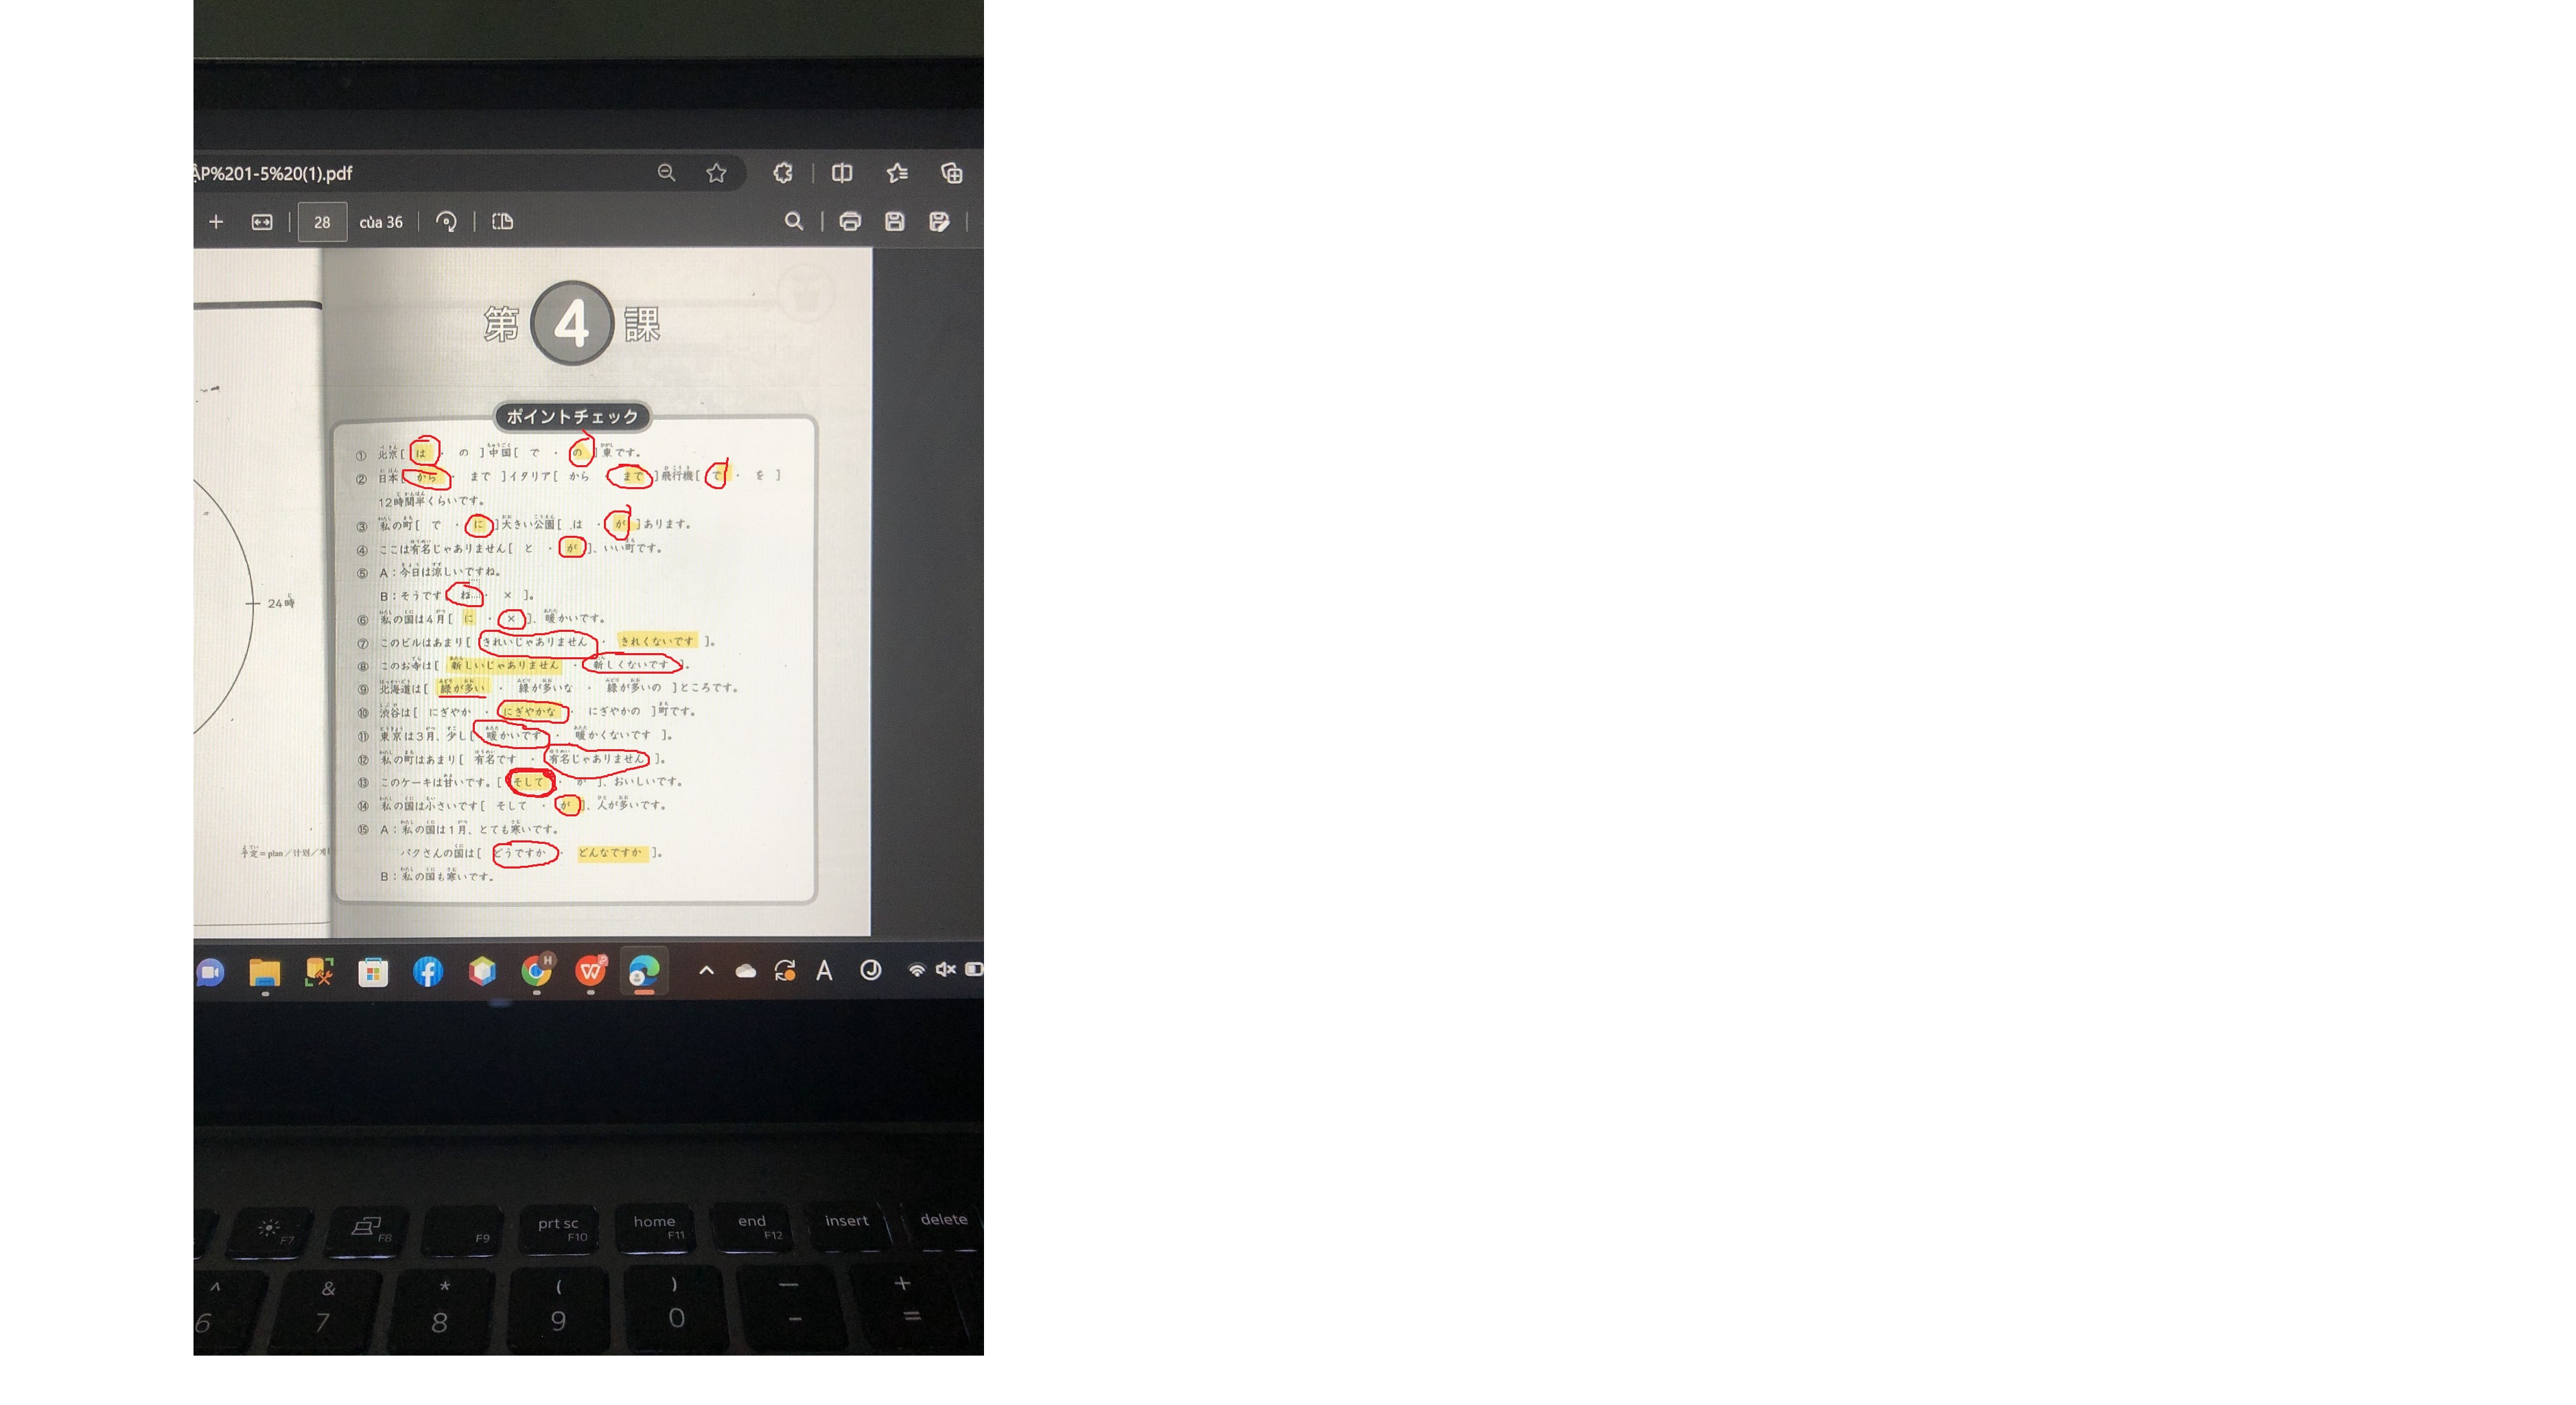 ẬP%201-5%20(1).pdf
28 của 36
第 4 課
ポイントチェック
① 北京[ は ・ の ]中国[ で ・ の ]東です。
② 日本[ から ・ まで ]イタリア[ から ・ まで ]飛行機[ で ・ を ]
12時間半くらいです。
③ 私の町[ で ・ に ]大きい公園[ は ・ が ]あります。
④ ここは有名じゃありません[ と ・ が ]、いい町です。
⑤ A：今日は涼しいですね。
B：そうです[ ね ・ × ]。
⑥ 私の国は4月[ に ・ × ]、暖かいです。
⑦ このビルはあまり[ きれいじゃありません ・ きれくないです ]。
⑧ このお寺は[ 新しいじゃありません ・ 新しくないです ]。
⑨ 北海道は[ 緑が多い ・ 緑が多いな ・ 緑が多いの ]ところです。
⑩ 渋谷は[ にぎやか ・ にぎやかな ・ にぎやかの ]町です。
⑪ 東京は3月、少し[ 暖かいです ・ 暖かくないです ]。
⑫ 私の町はあまり[ 有名です ・ 有名じゃありません ]。
⑬ このケーキは甘いです。[ そして ・ が ]、おいしいです。
⑭ 私の国は小さいです[ そして ・ が ]、人が多いです。
⑮ A：私の国は1月、とても寒いです。
パクさんの国は[ どうですか ・ どんなですか ]。
B：私の国も寒いです。
24時
予定＝plan／计划／계
H
A
F7 F8 F9 prt sc F10 home F11 end F12 insert delete
^ & * ( ) — +
6 7 8 9 0 - =